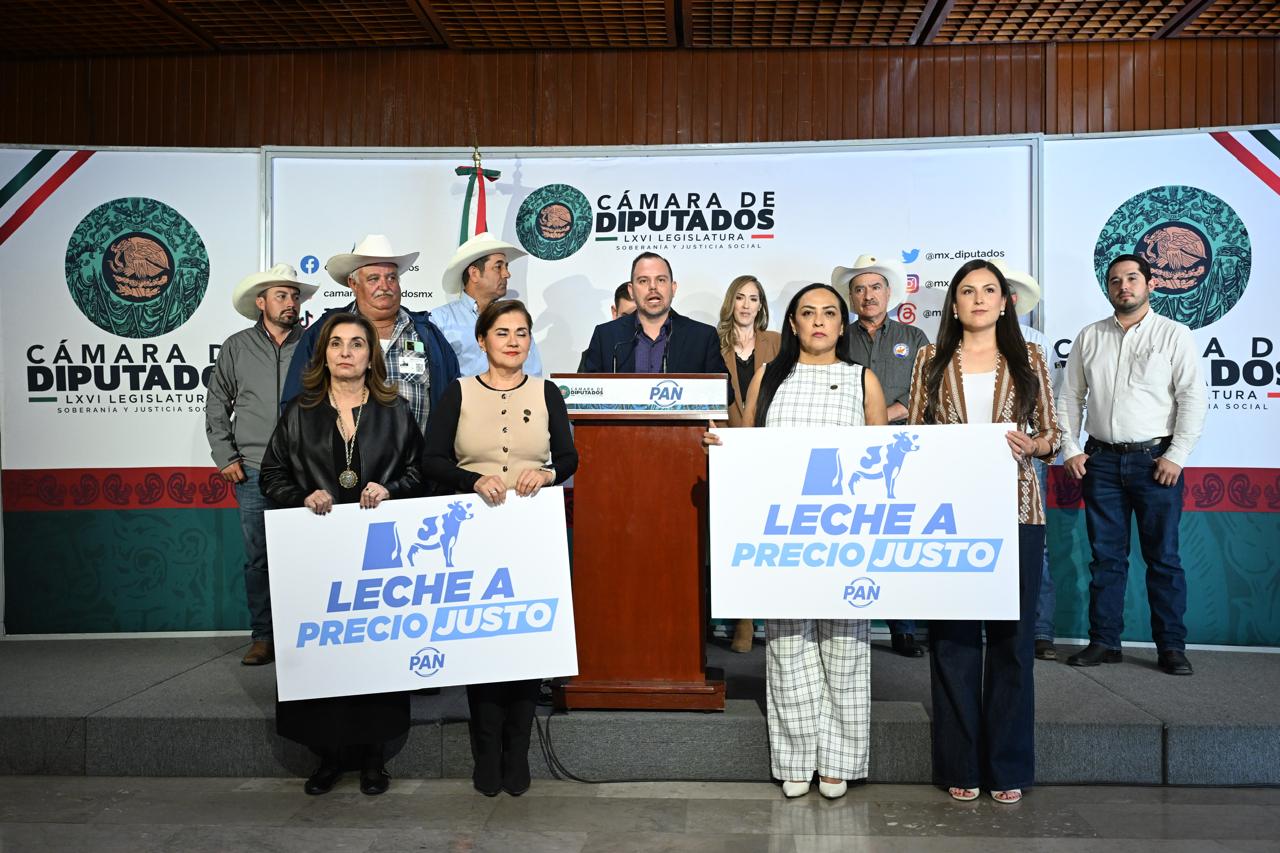 CÁMARA DE
DIPUTADOS
LXVI LEGISLATURA
SOBERANÍA Y JUSTICIA SOCIAL
@mx_diputados
CÁMARA D
DIPUTADOS
LXVI LEGISLATURA
SOBERANÍA Y JUSTICIA SOCIAL
DIPUTADOS
PAN
LECHE A
PRECIO JUSTO
PAN
LECHE A
PRECIO JUSTO
PAN